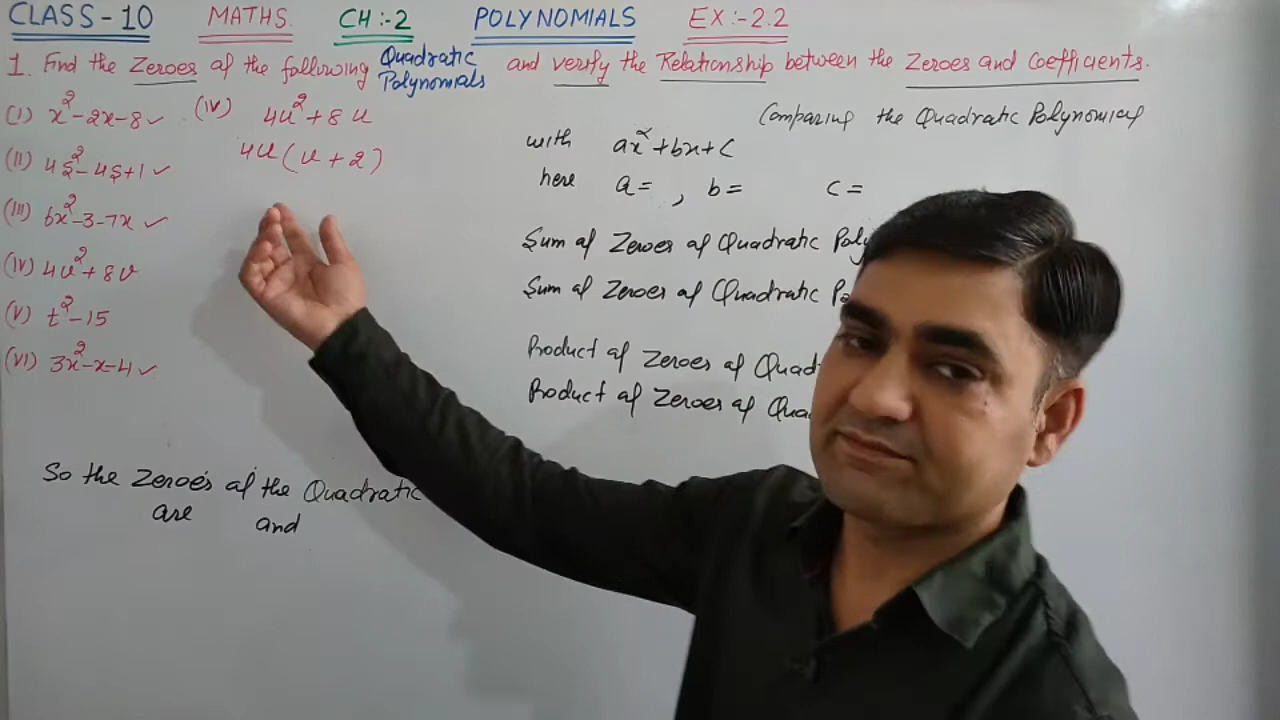 CLASS-10 MATHS. CH:-2 POLYNOMIALS EX:-2.2
1. Find the Zeroes of the following Quadratic Polynomials and verify the Relationship between the Zeroes and Coefficients.
(I) x²-2x-8 ✓
(II) 4s²-4s+1 ✓
(III) 6x²-3-7x ✓
(IV) 4u²+8u
(V) t²-15
(VI) 3x²-x-4 ✓
(IV) 4u²+8u
4u(u+2)
So the Zeroes of the Quadratic
are and
Comparing the Quadratic Polynomial
with ax²+bx+c
here a= , b= c=
Sum of Zeroes of Quadratic Poly
Sum of Zeroes of Quadratic P
Product of Zeroes of Quad
Product of Zeroes of Qua